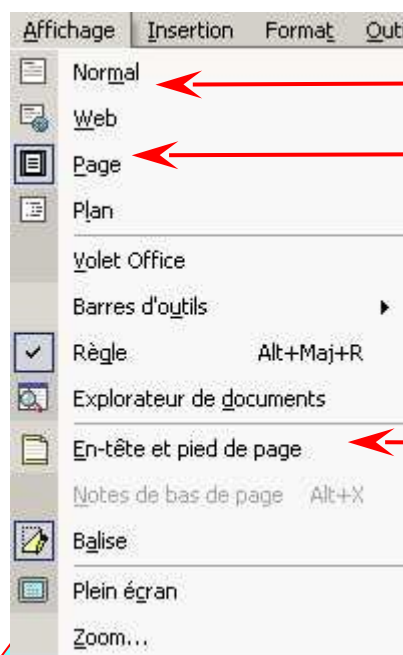 Affichage Insertion Format Out
Normal
Web
Page
Plan
Volet Office
Barres d'outils
Règle Alt+Maj+R
Explorateur de documents
En-tête et pied de page
Notes de bas de page Alt+X
Balise
Plein écran
Zoom...